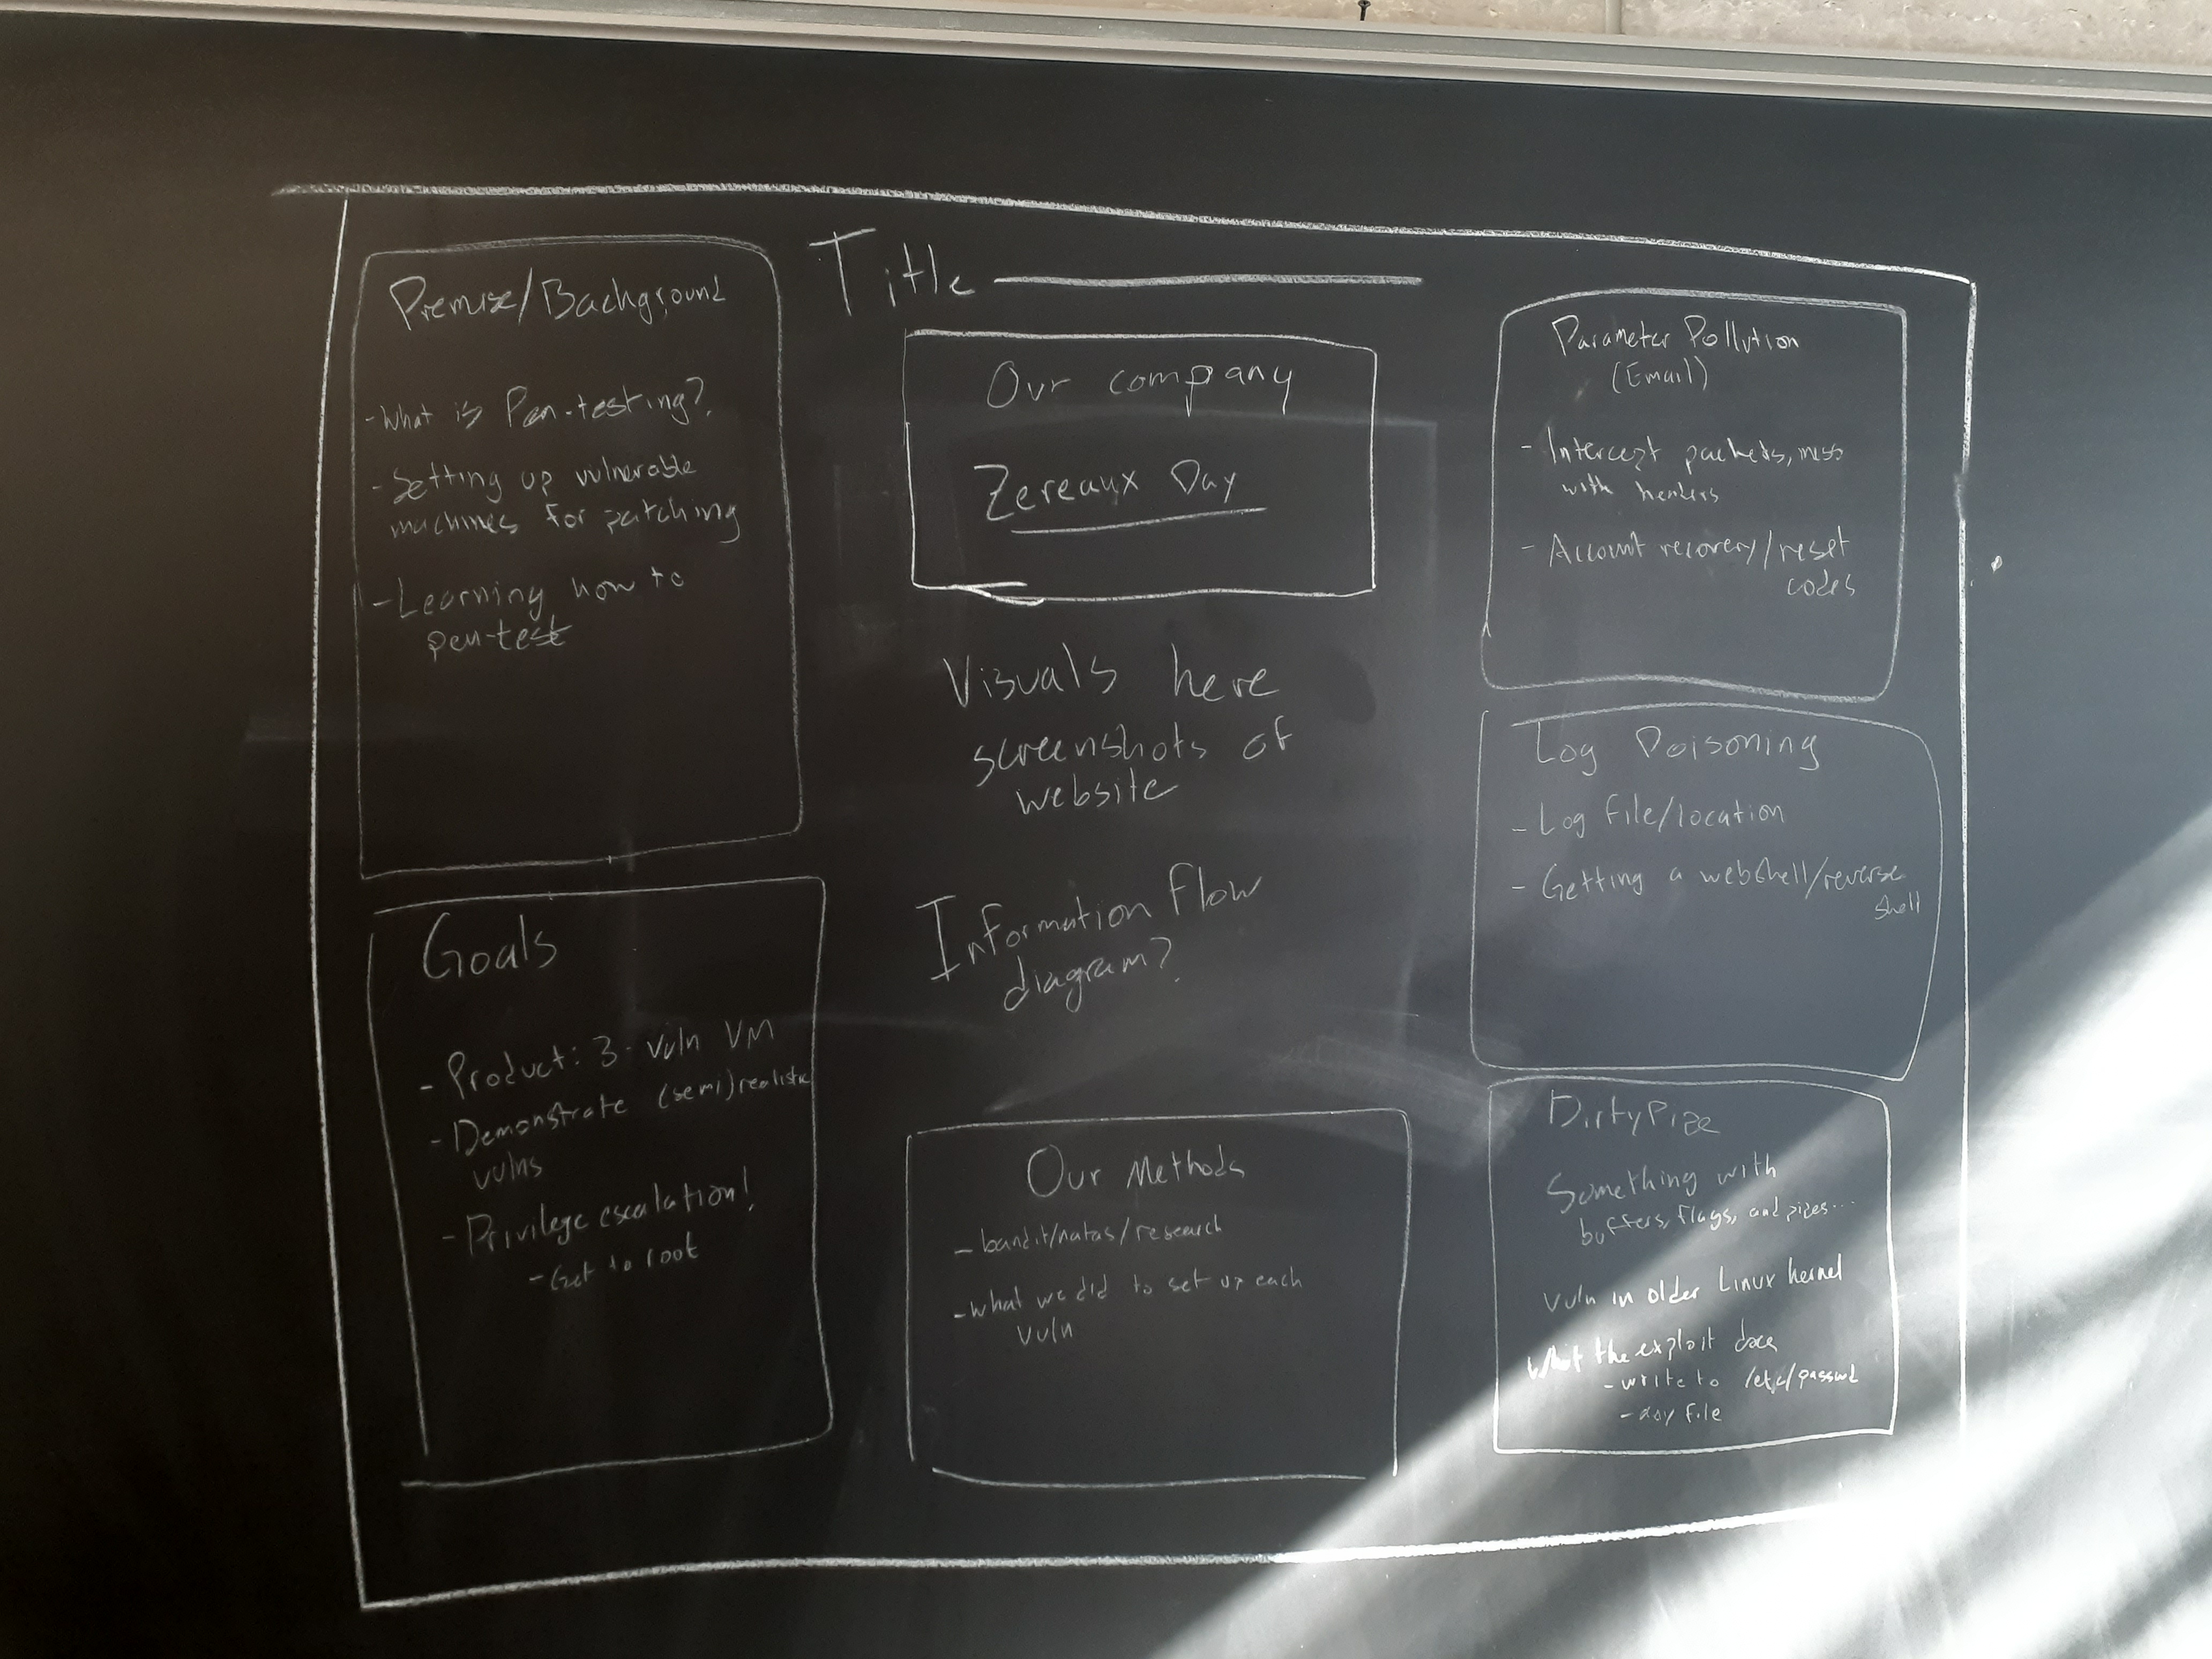 Title
Premise/Background
- What is Pen-testing?
- Setting up vulnerable
machines for patching
- Learning how to
pen-test
Goals
- Product: 3-vuln VM
- Demonstrate (semi)realistic
vulns
- Privilege escalation!
- Get to root
Our company
Zereaux Day
Visuals here
screenshots of
website
Information flow
diagram?
Our Methods
- bandit/natas/research
- what we did to set up each
vuln
Parameter Pollution
(Email)
- Intercept packets, mess
with headers
- Account recovery/reset
codes
Log Poisoning
- Log file/location
- Getting a webshell/reverse
shell
DirtyPipe
Something with
buffers, flags, and pipes...
vuln in older Linux kernel
What the exploit does
- write to /etc/passwd
- any file